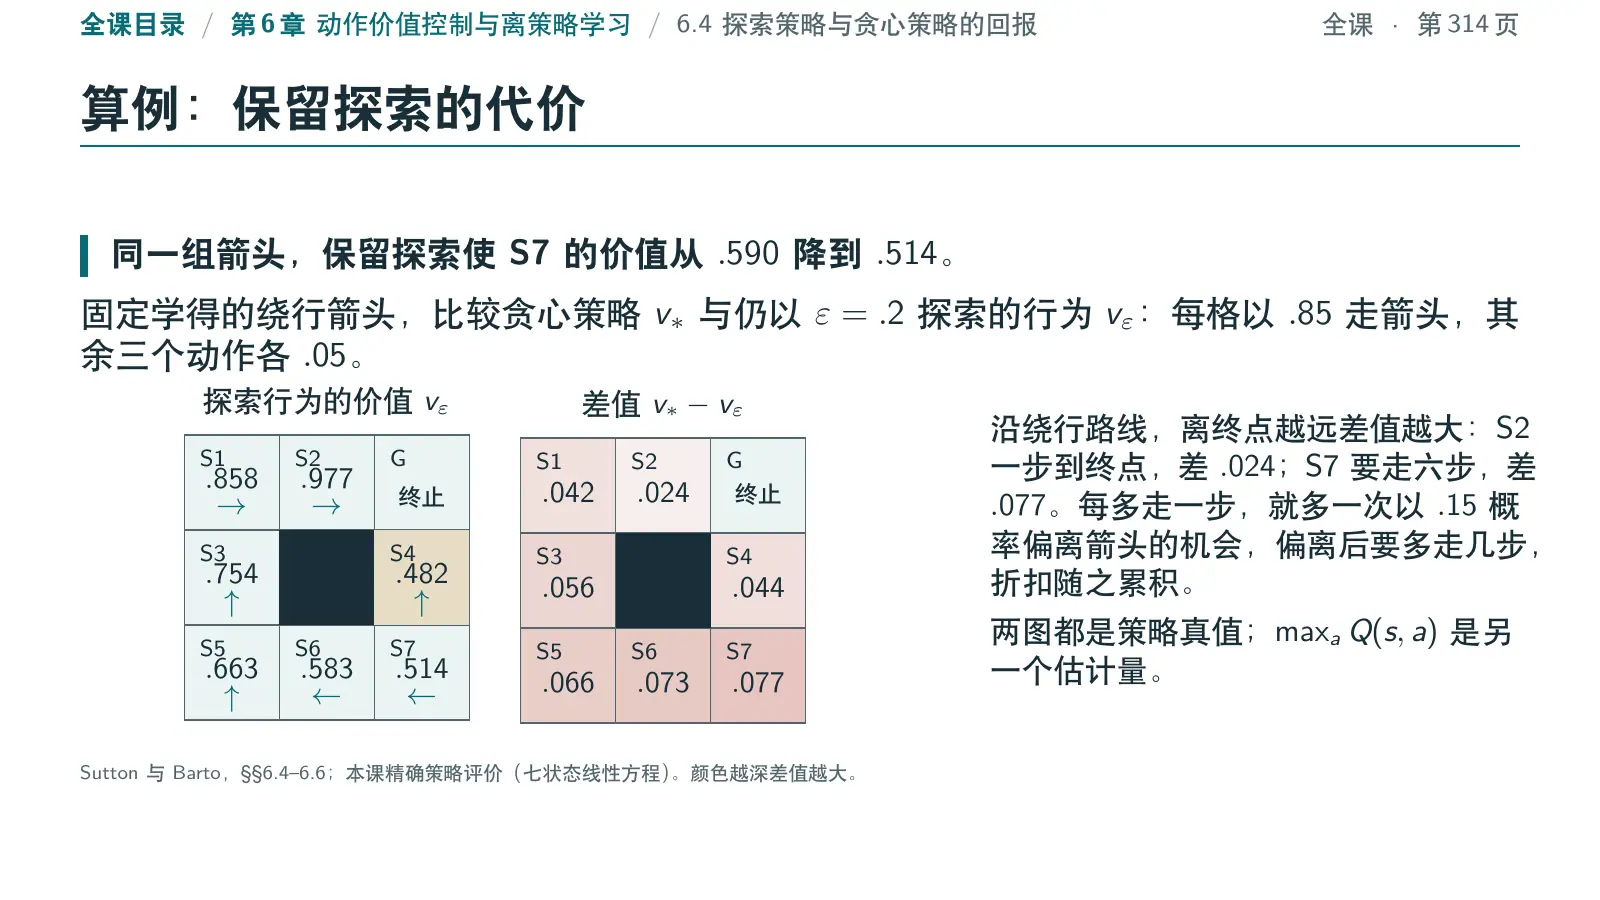 全课目录 / 第 6 章 动作价值控制与离策略学习 / 6.4 探索策略与贪心策略的回报
全课 · 第 314 页
算例：保留探索的代价
同一组箭头，保留探索使 S7 的价值从 .590 降到 .514。
固定学得的绕行箭头，比较贪心策略 v∗ 与仍以 ε = .2 探索的行为 vε：每格以 .85 走箭头，其
余三个动作各 .05。
探索行为的价值 vε
S1 S2 G
.858 .977 终止
→ →
S3 S4
.754 .482
↑ ↑
S5 S6 S7
.663 .583 .514
↑ ← ←
差值 v∗ − vε
S1 S2 G
.042 .024 终止
S3 S4
.056 .044
S5 S6 S7
.066 .073 .077
沿绕行路线，离终点越远差值越大：S2
一步到终点，差 .024；S7 要走六步，差
.077。每多走一步，就多一次以 .15 概
率偏离箭头的机会，偏离后要多走几步，
折扣随之累积。
两图都是策略真值；maxₐ Q(s, a) 是另
一个估计量。
Sutton 与 Barto，§§6.4–6.6；本课精确策略评价（七状态线性方程）。颜色越深差值越大。